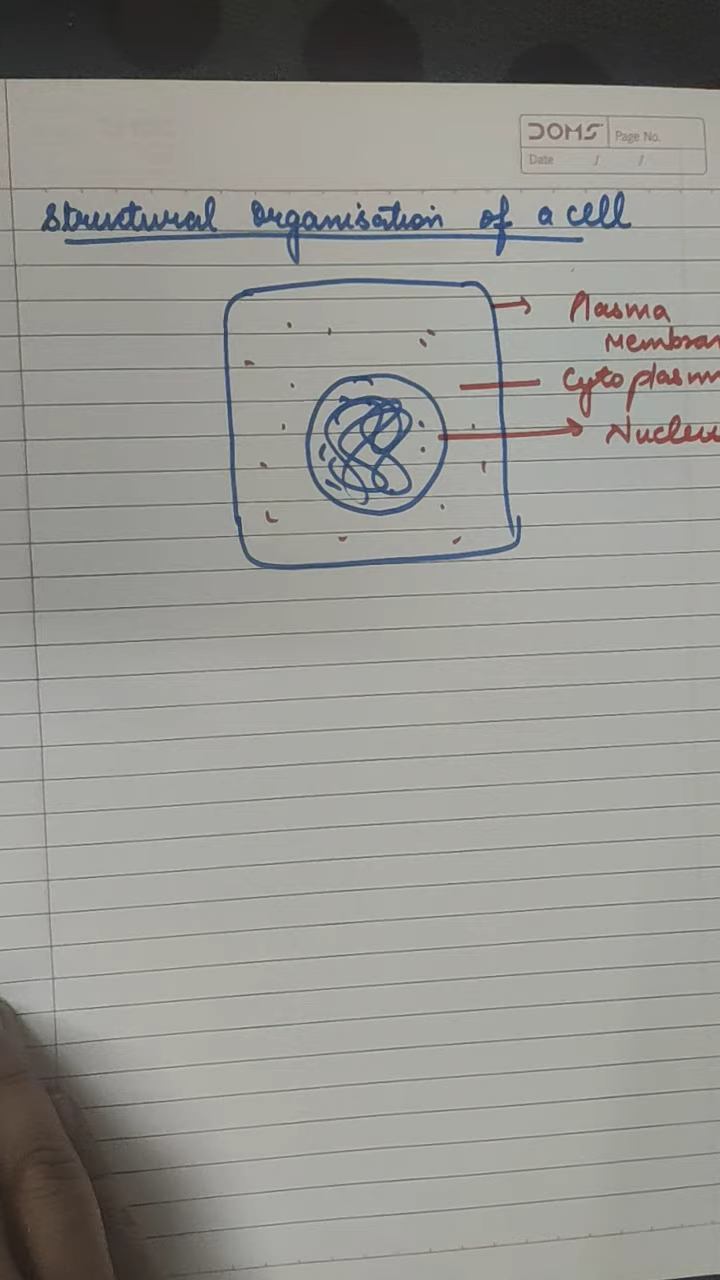 DOMS Page No.
Date / /
Structural Organisation of a cell
Plasma
Membran
Cytoplasm
Nucleu